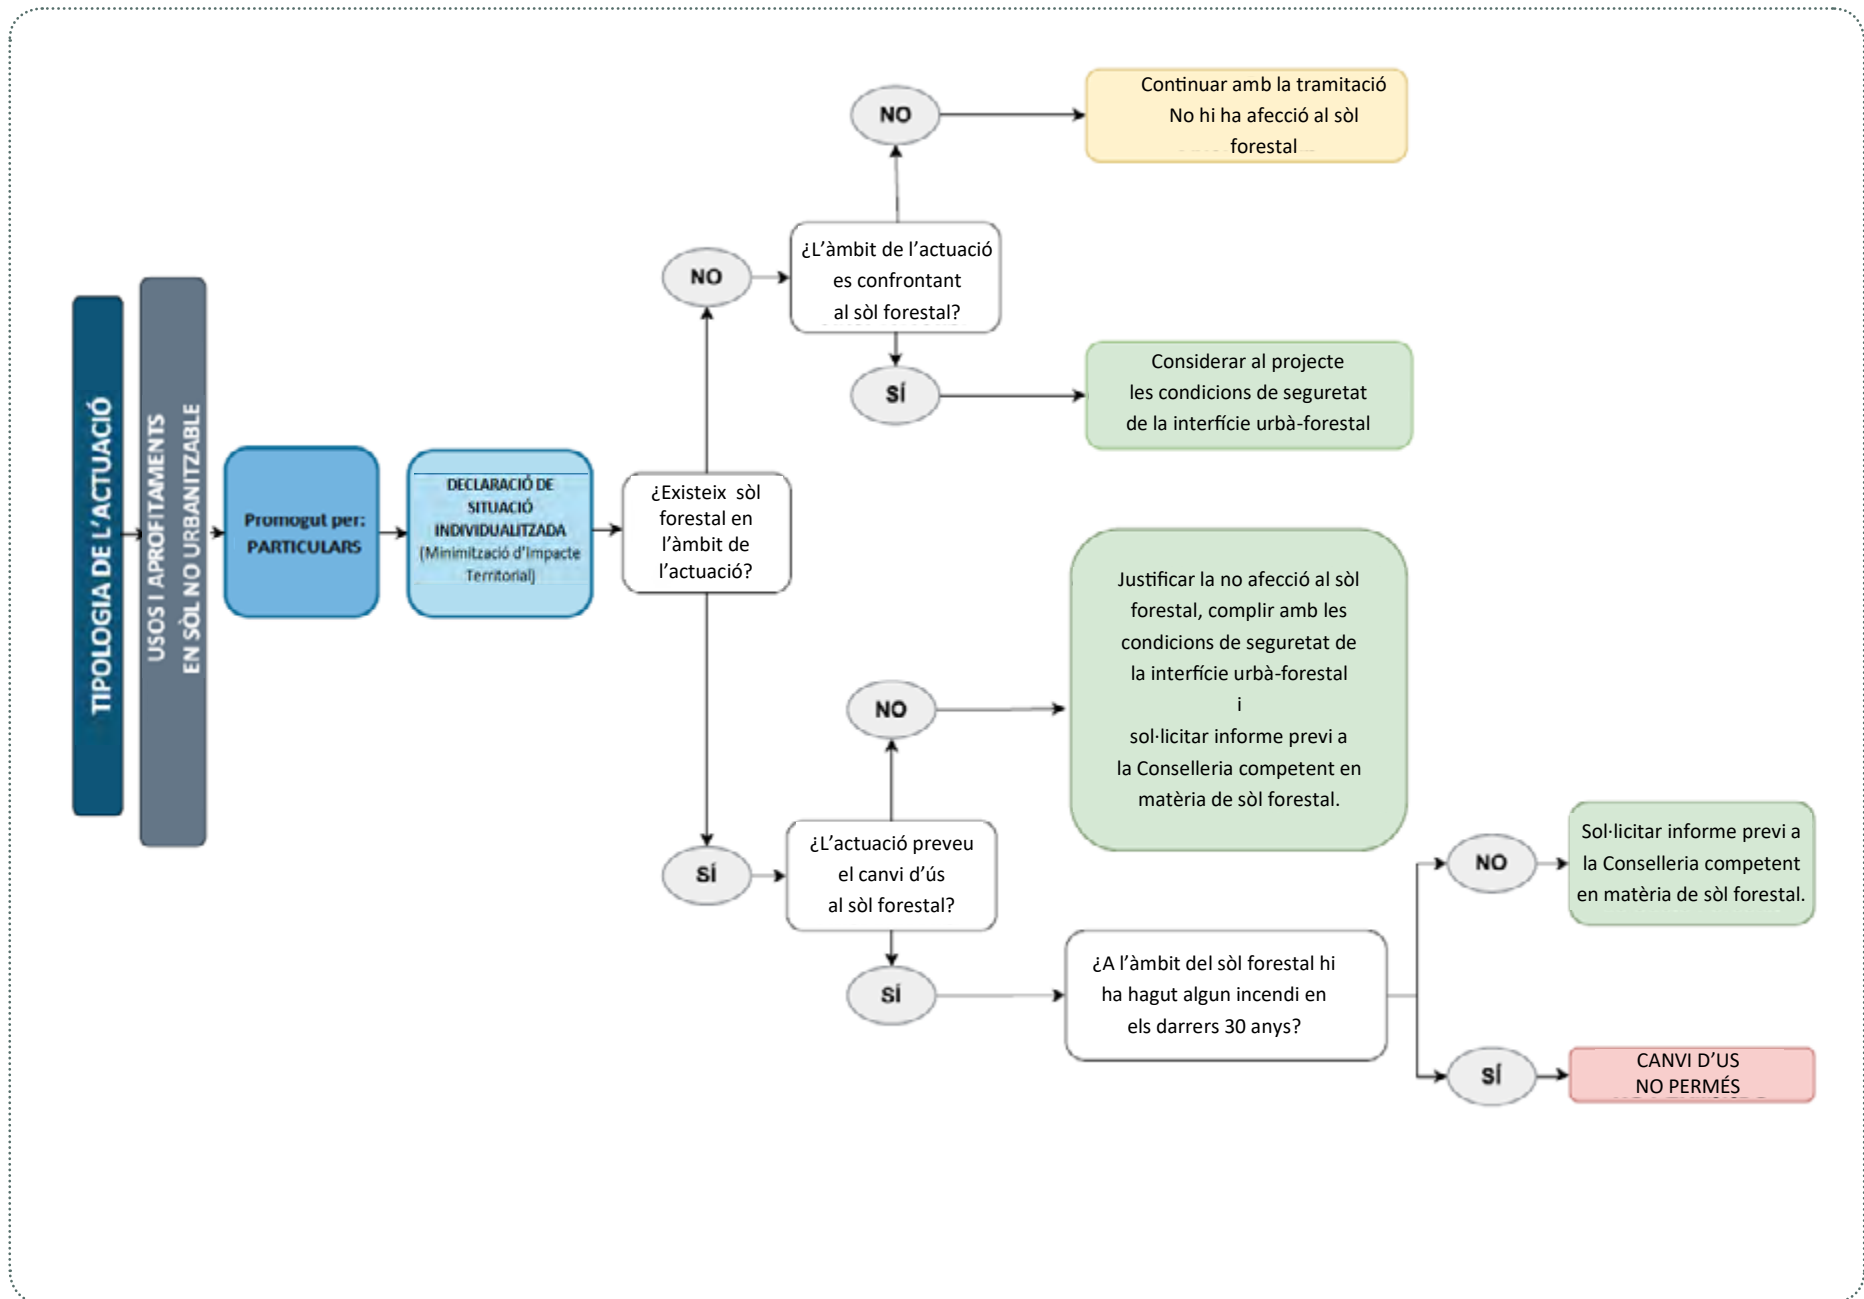 TIPOLOGIA DE L'ACTUACIÓ
USOS I APROFITAMENTS
EN SÒL NO URBANITZABLE
Promogut per:
PARTICULARS
DECLARACIÓ DE
SITUACIÓ
INDIVIDUALITZADA
(Minimització d'Impacte
Territorial)
¿Existeix sòl
forestal en
l’àmbit de
l’actuació?
NO
¿L’àmbit de l’actuació
es confrontant
al sòl forestal?
NO
Continuar amb la tramitació
No hi ha afecció al sòl
forestal
SÍ
Considerar al projecte
les condicions de seguretat
de la interfície urbà-forestal
SÍ
¿L’actuació preveu
el canvi d’ús
al sòl forestal?
NO
Justificar la no afecció al sòl
forestal, complir amb les
condicions de seguretat de
la interfície urbà-forestal
i
sol·licitar informe previ a
la Conselleria competent en
matèria de sòl forestal.
SÍ
¿A l’àmbit del sòl forestal hi
ha hagut algun incendi en
els darrers 30 anys?
NO
Sol·licitar informe previ a
la Conselleria competent
en matèria de sòl forestal.
SÍ
CANVI D’US
NO PERMÉS